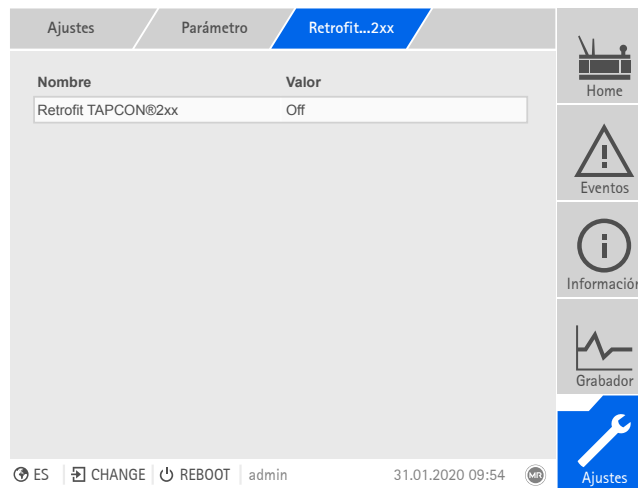 Ajustes Parámetro Retrofit...2xx
Nombre Valor
Retrofit TAPCON®2xx Off
Home
Eventos
Información
Grabador
Ajustes
ES CHANGE REBOOT admin 31.01.2020 09:54 MR